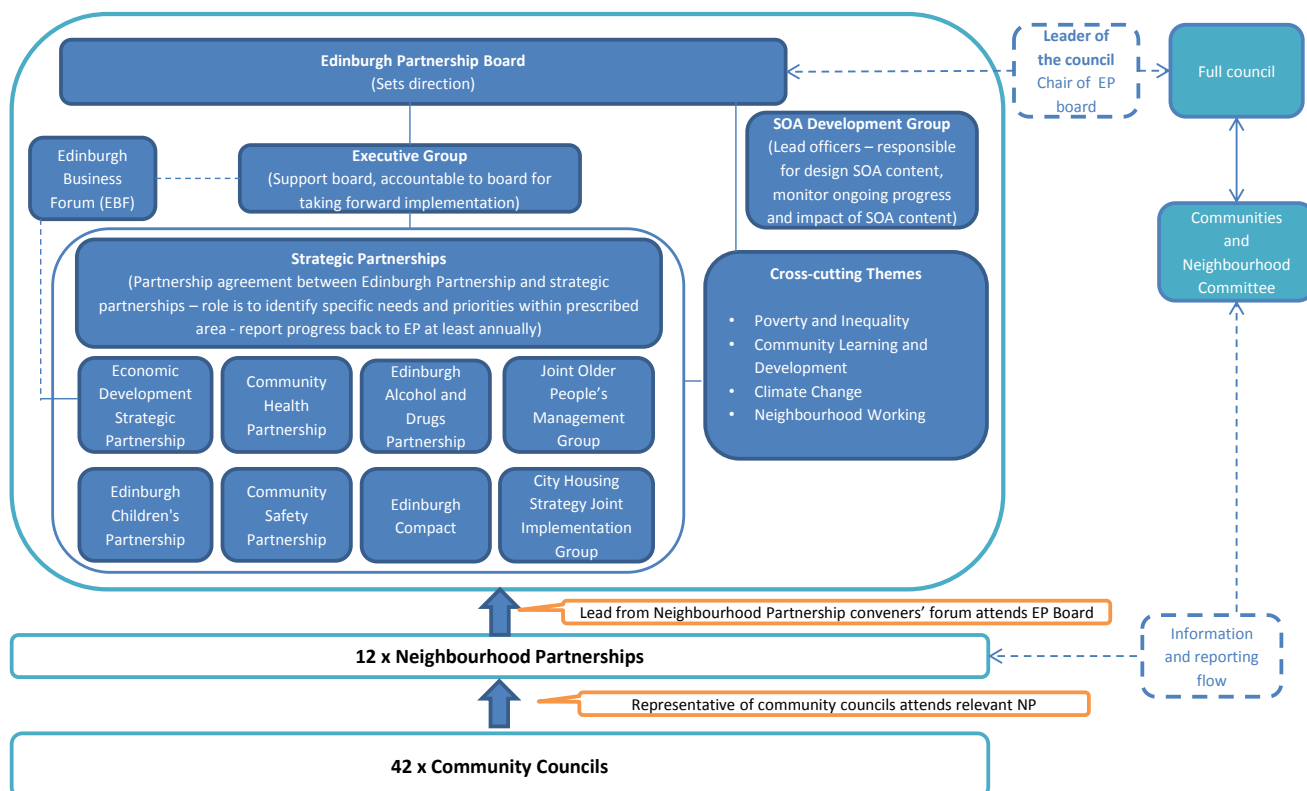 Edinburgh Partnership Board
(Sets direction)
Leader of
the council
Chair of EP
board
Full council
Edinburgh
Business
Forum (EBF)
Executive Group
(Support board, accountable to board for
taking forward implementation)
SOA Development Group
(Lead officers – responsible
for design SOA content,
monitor ongoing progress
and impact of SOA content)
Communities
and
Neighbourhood
Committee
Strategic Partnerships
(Partnership agreement between Edinburgh Partnership and strategic
partnerships – role is to identify specific needs and priorities within prescribed
area - report progress back to EP at least annually)
Cross-cutting Themes
• Poverty and Inequality
• Community Learning and
Development
• Climate Change
• Neighbourhood Working
Economic
Development
Strategic
Partnership
Community
Health
Partnership
Edinburgh
Alcohol and
Drugs
Partnership
Joint Older
People’s
Management
Group
Edinburgh
Children's
Partnership
Community
Safety
Partnership
Edinburgh
Compact
City Housing
Strategy Joint
Implementation
Group
Lead from Neighbourhood Partnership conveners’ forum attends EP Board
12 x Neighbourhood Partnerships
Information
and reporting
flow
Representative of community councils attends relevant NP
42 x Community Councils